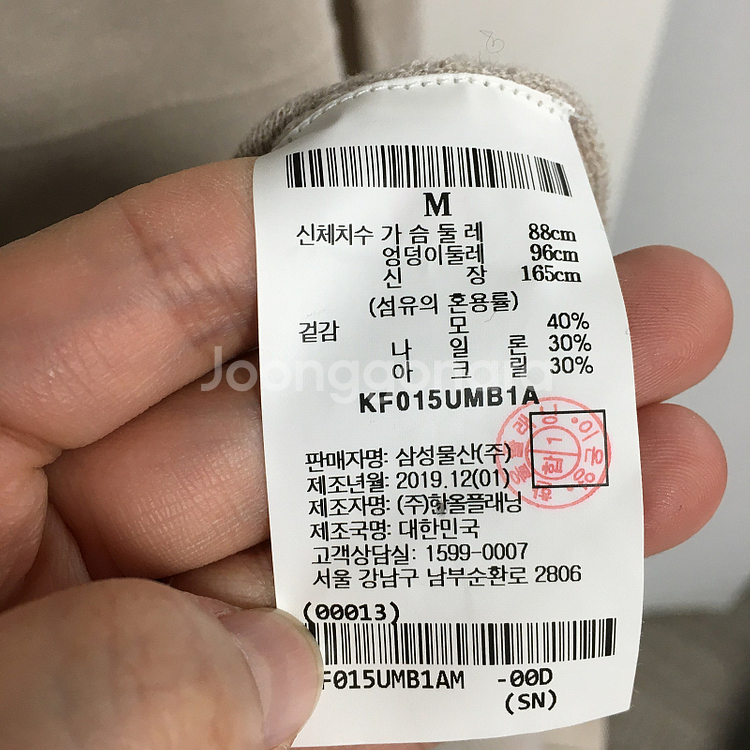 M
신체치수 가 슴 둘 레 88cm
엉덩이둘레 96cm
신 장 165cm
(섬유의 혼용률)
겉감 모 40%
나 일 론 30%
아 크 릴 30%
Joonggonara
KF015UMB1A
판매자명: 삼성물산(주)
제조년월: 2019.12(01)
제조자명: (주)한올플래닝
제조국명: 대한민국
고객상담실: 1599-0007
서울 강남구 남부순환로 2806
(00013)
F015UMB1AM -00D
(SN)